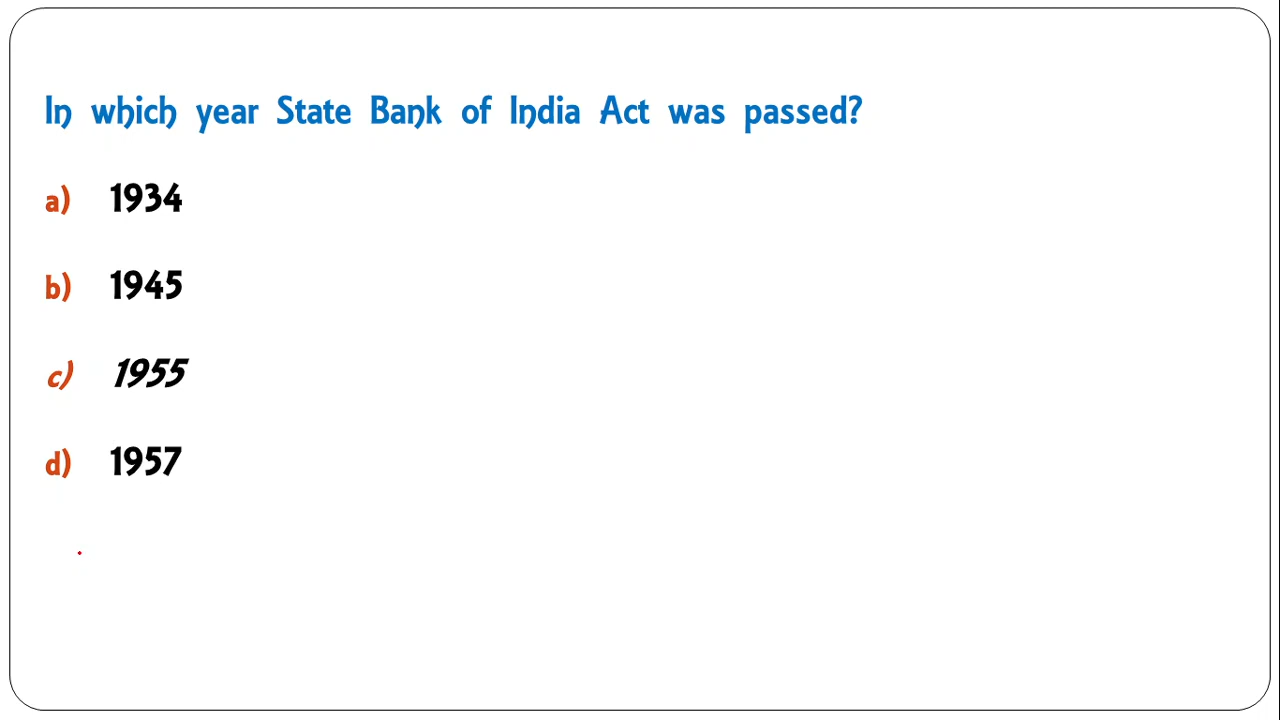 In which year State Bank of India Act was passed?
a) 1934
b) 1945
c) 1955
d) 1957